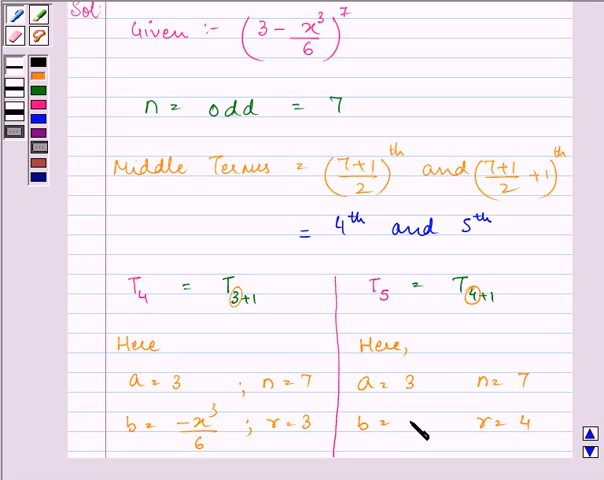 Sol:
Given :- (3 - x³/6)⁷
n = odd = 7
Middle Terms = ((7+1)/2)ᵗʰ and ((7+1)/2 + 1)ᵗʰ
= 4ᵗʰ and 5ᵗʰ
T₄ = T₃₊₁
Here
a = 3 ; n = 7
b = -x³/6 ; r = 3
T₅ = T₄₊₁
Here,
a = 3 n = 7
b = r = 4